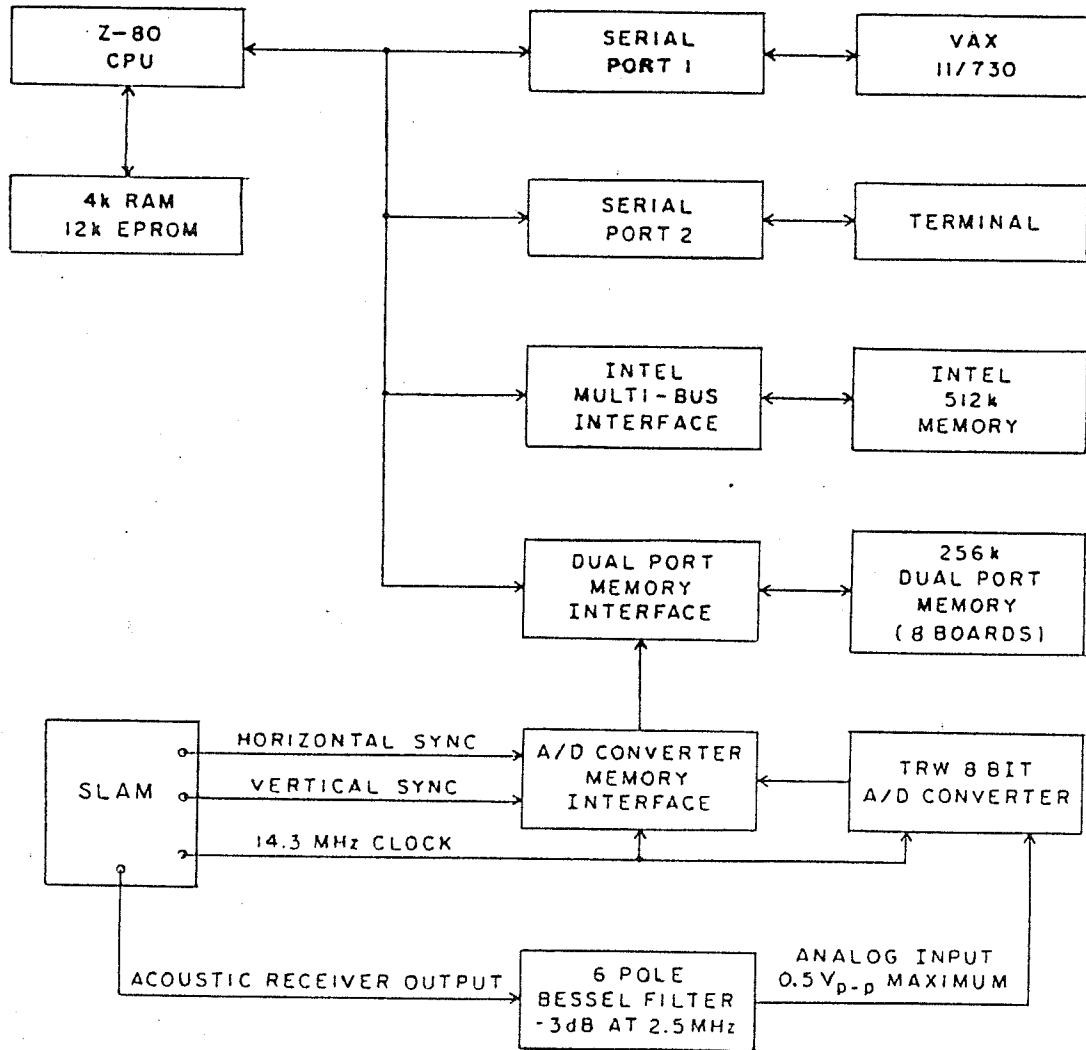 Z-80
CPU
SERIAL
PORT 1
VAX
11/730
4k RAM
12k EPROM
SERIAL
PORT 2
TERMINAL
INTEL
MULTI-BUS
INTERFACE
INTEL
512k
MEMORY
DUAL PORT
MEMORY
INTERFACE
256k
DUAL PORT
MEMORY
(8 BOARDS)
SLAM
HORIZONTAL SYNC
VERTICAL SYNC
14.3 MHz CLOCK
A/D CONVERTER
MEMORY
INTERFACE
TRW 8 BIT
A/D CONVERTER
ACOUSTIC RECEIVER OUTPUT
6 POLE
BESSEL FILTER
-3dB AT 2.5MHz
ANALOG INPUT
0.5Vp-p MAXIMUM